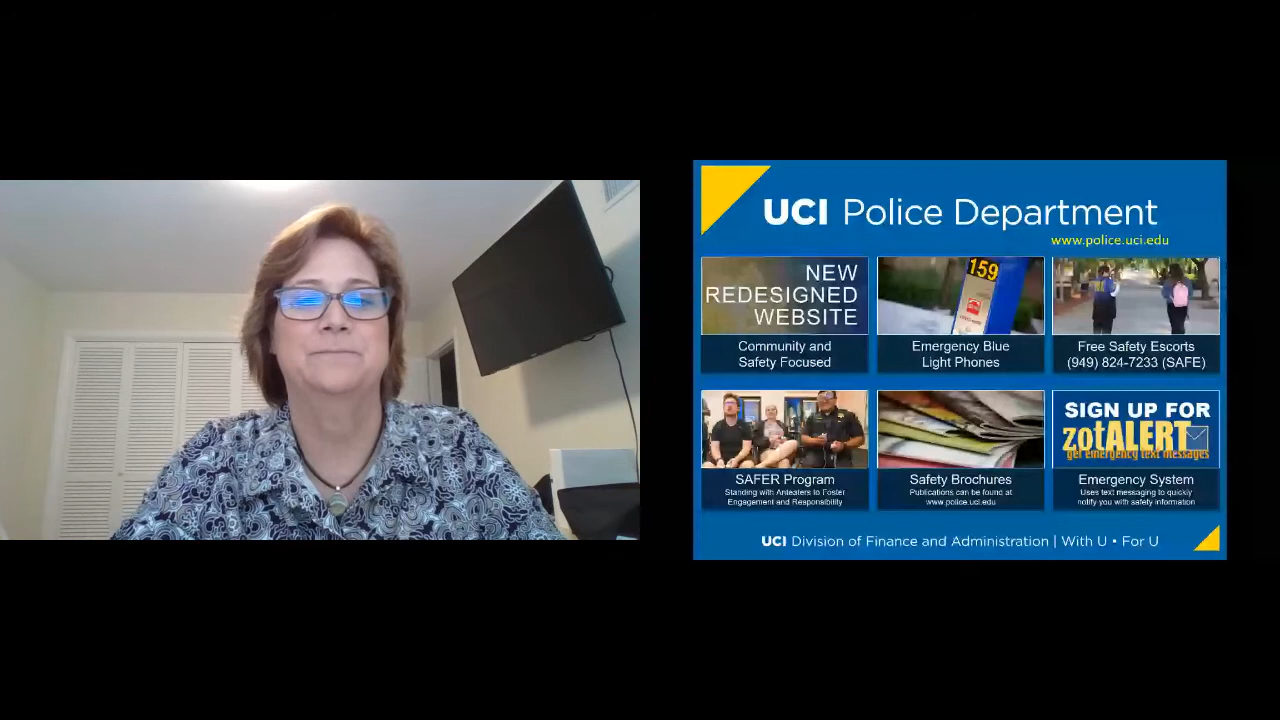 UCI Police Department
www.police.uci.edu
NEW
REDESIGNED
WEBSITE
Community and
Safety Focused
159
Emergency Blue
Light Phones
Free Safety Escorts
(949) 824-7233 (SAFE)
SAFER Program
Standing with Anteaters to Foster
Engagement and Responsibility
Safety Brochures
Publications can be found at
www.police.uci.edu
SIGN UP FOR
zotALERT
get emergency text messages
Emergency System
Uses text messaging to quickly
notify you with safety information
UCI Division of Finance and Administration | With U • For U